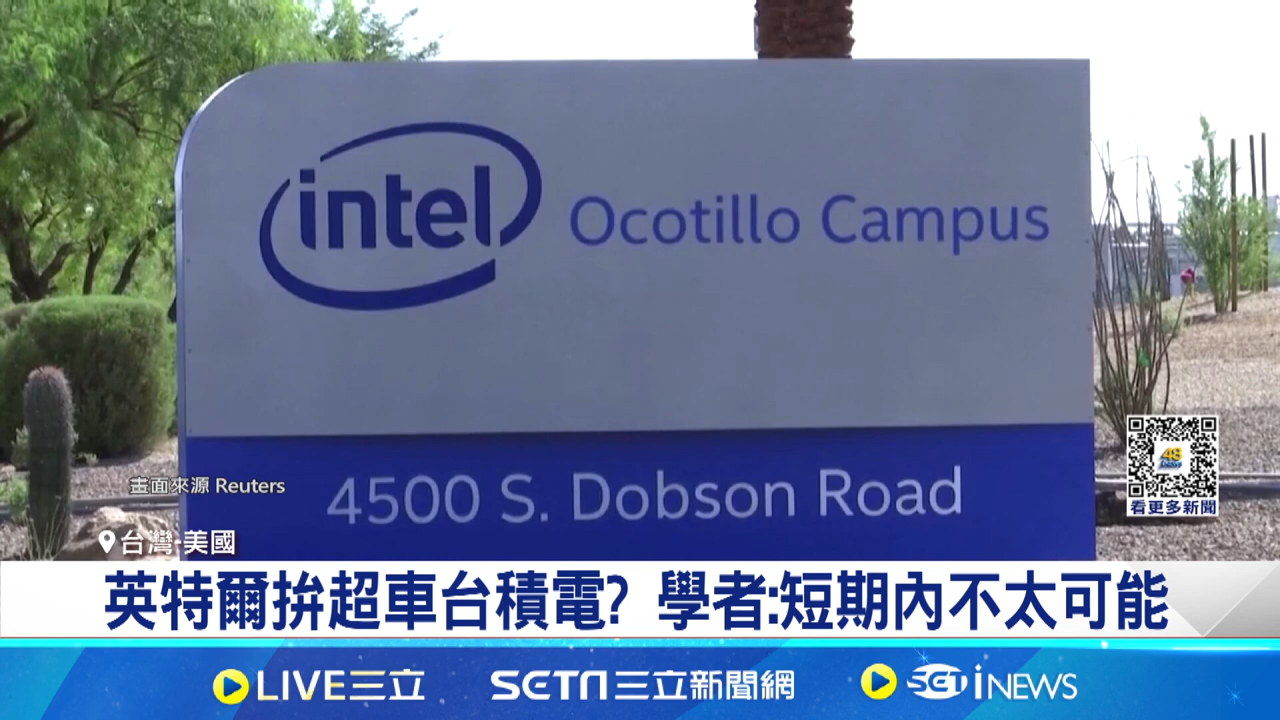 intel Ocotillo Campus
4500 S. Dobson Road
畫面來源 Reuters
台灣-美國
看更多新聞
英特爾拚超車台積電? 學者:短期內不太可能
LIVE三立 SETN三立新聞網 SET iNEWS